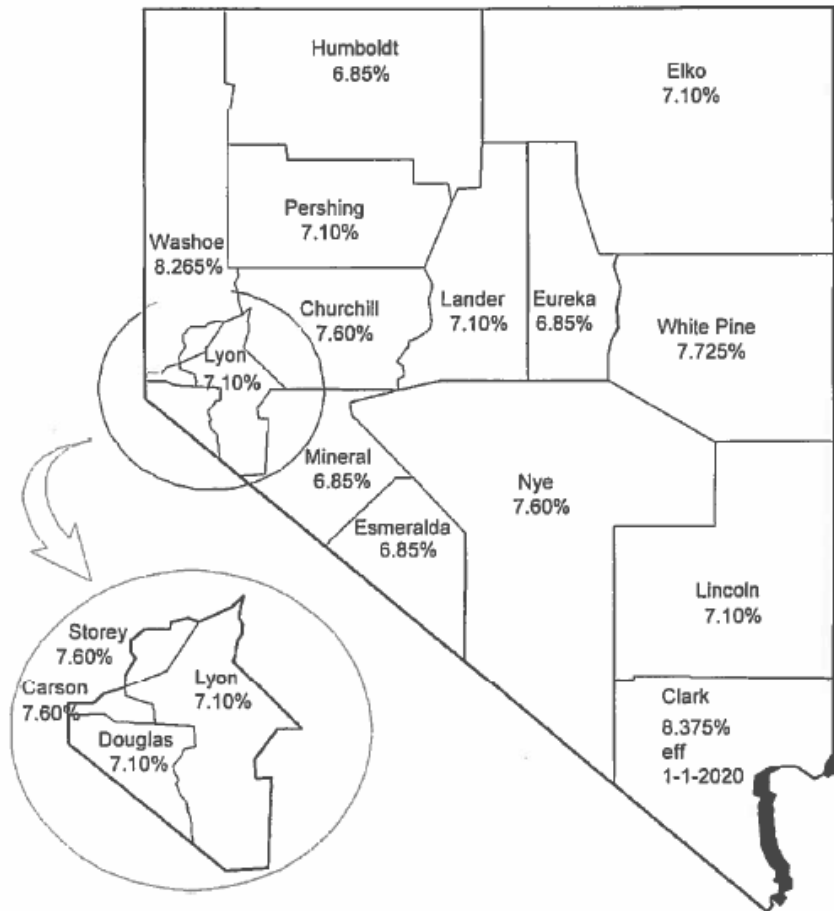 Humboldt
6.85%
Elko
7.10%
Pershing
7.10%
Washoe
8.265%
Churchill
7.60%
Lander
7.10%
Eureka
6.85%
White Pine
7.725%
Lyon
7.10%
Mineral
6.85%
Nye
7.60%
Esmeralda
6.85%
Lincoln
7.10%
Storey
7.60%
Carson
7.60%
Lyon
7.10%
Douglas
7.10%
Clark
8.375%
eff
1-1-2020